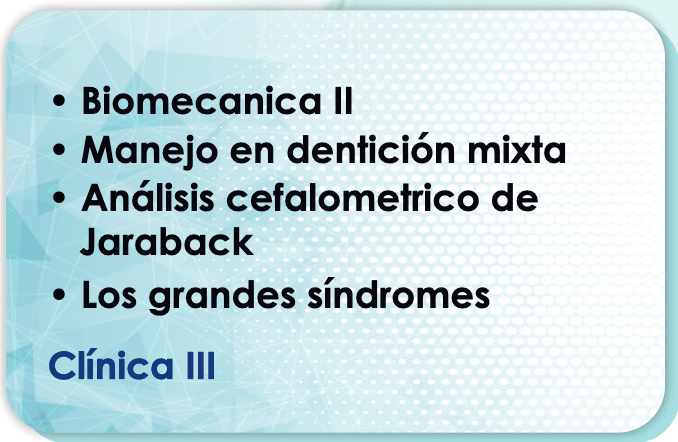 • Biomecanica II
• Manejo en dentición mixta
• Análisis cefalometrico de
Jaraback
• Los grandes síndromes
Clínica III